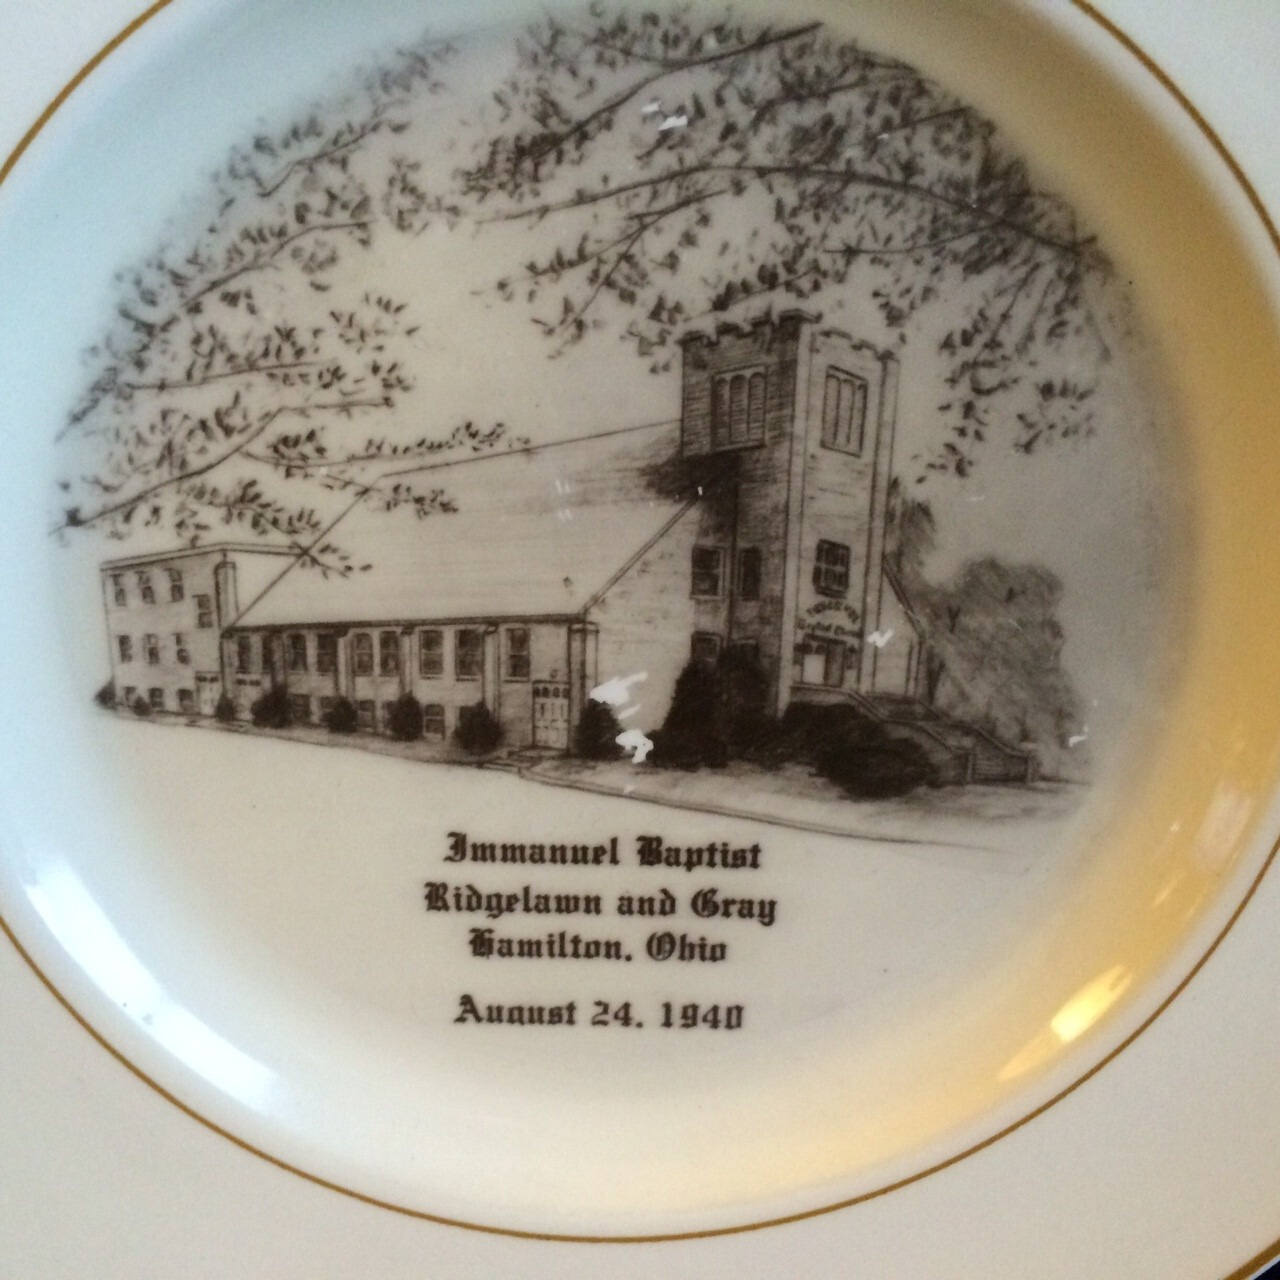 Immanuel Baptist
Ridgelawn and Gray
Hamilton, Ohio
August 24, 1940